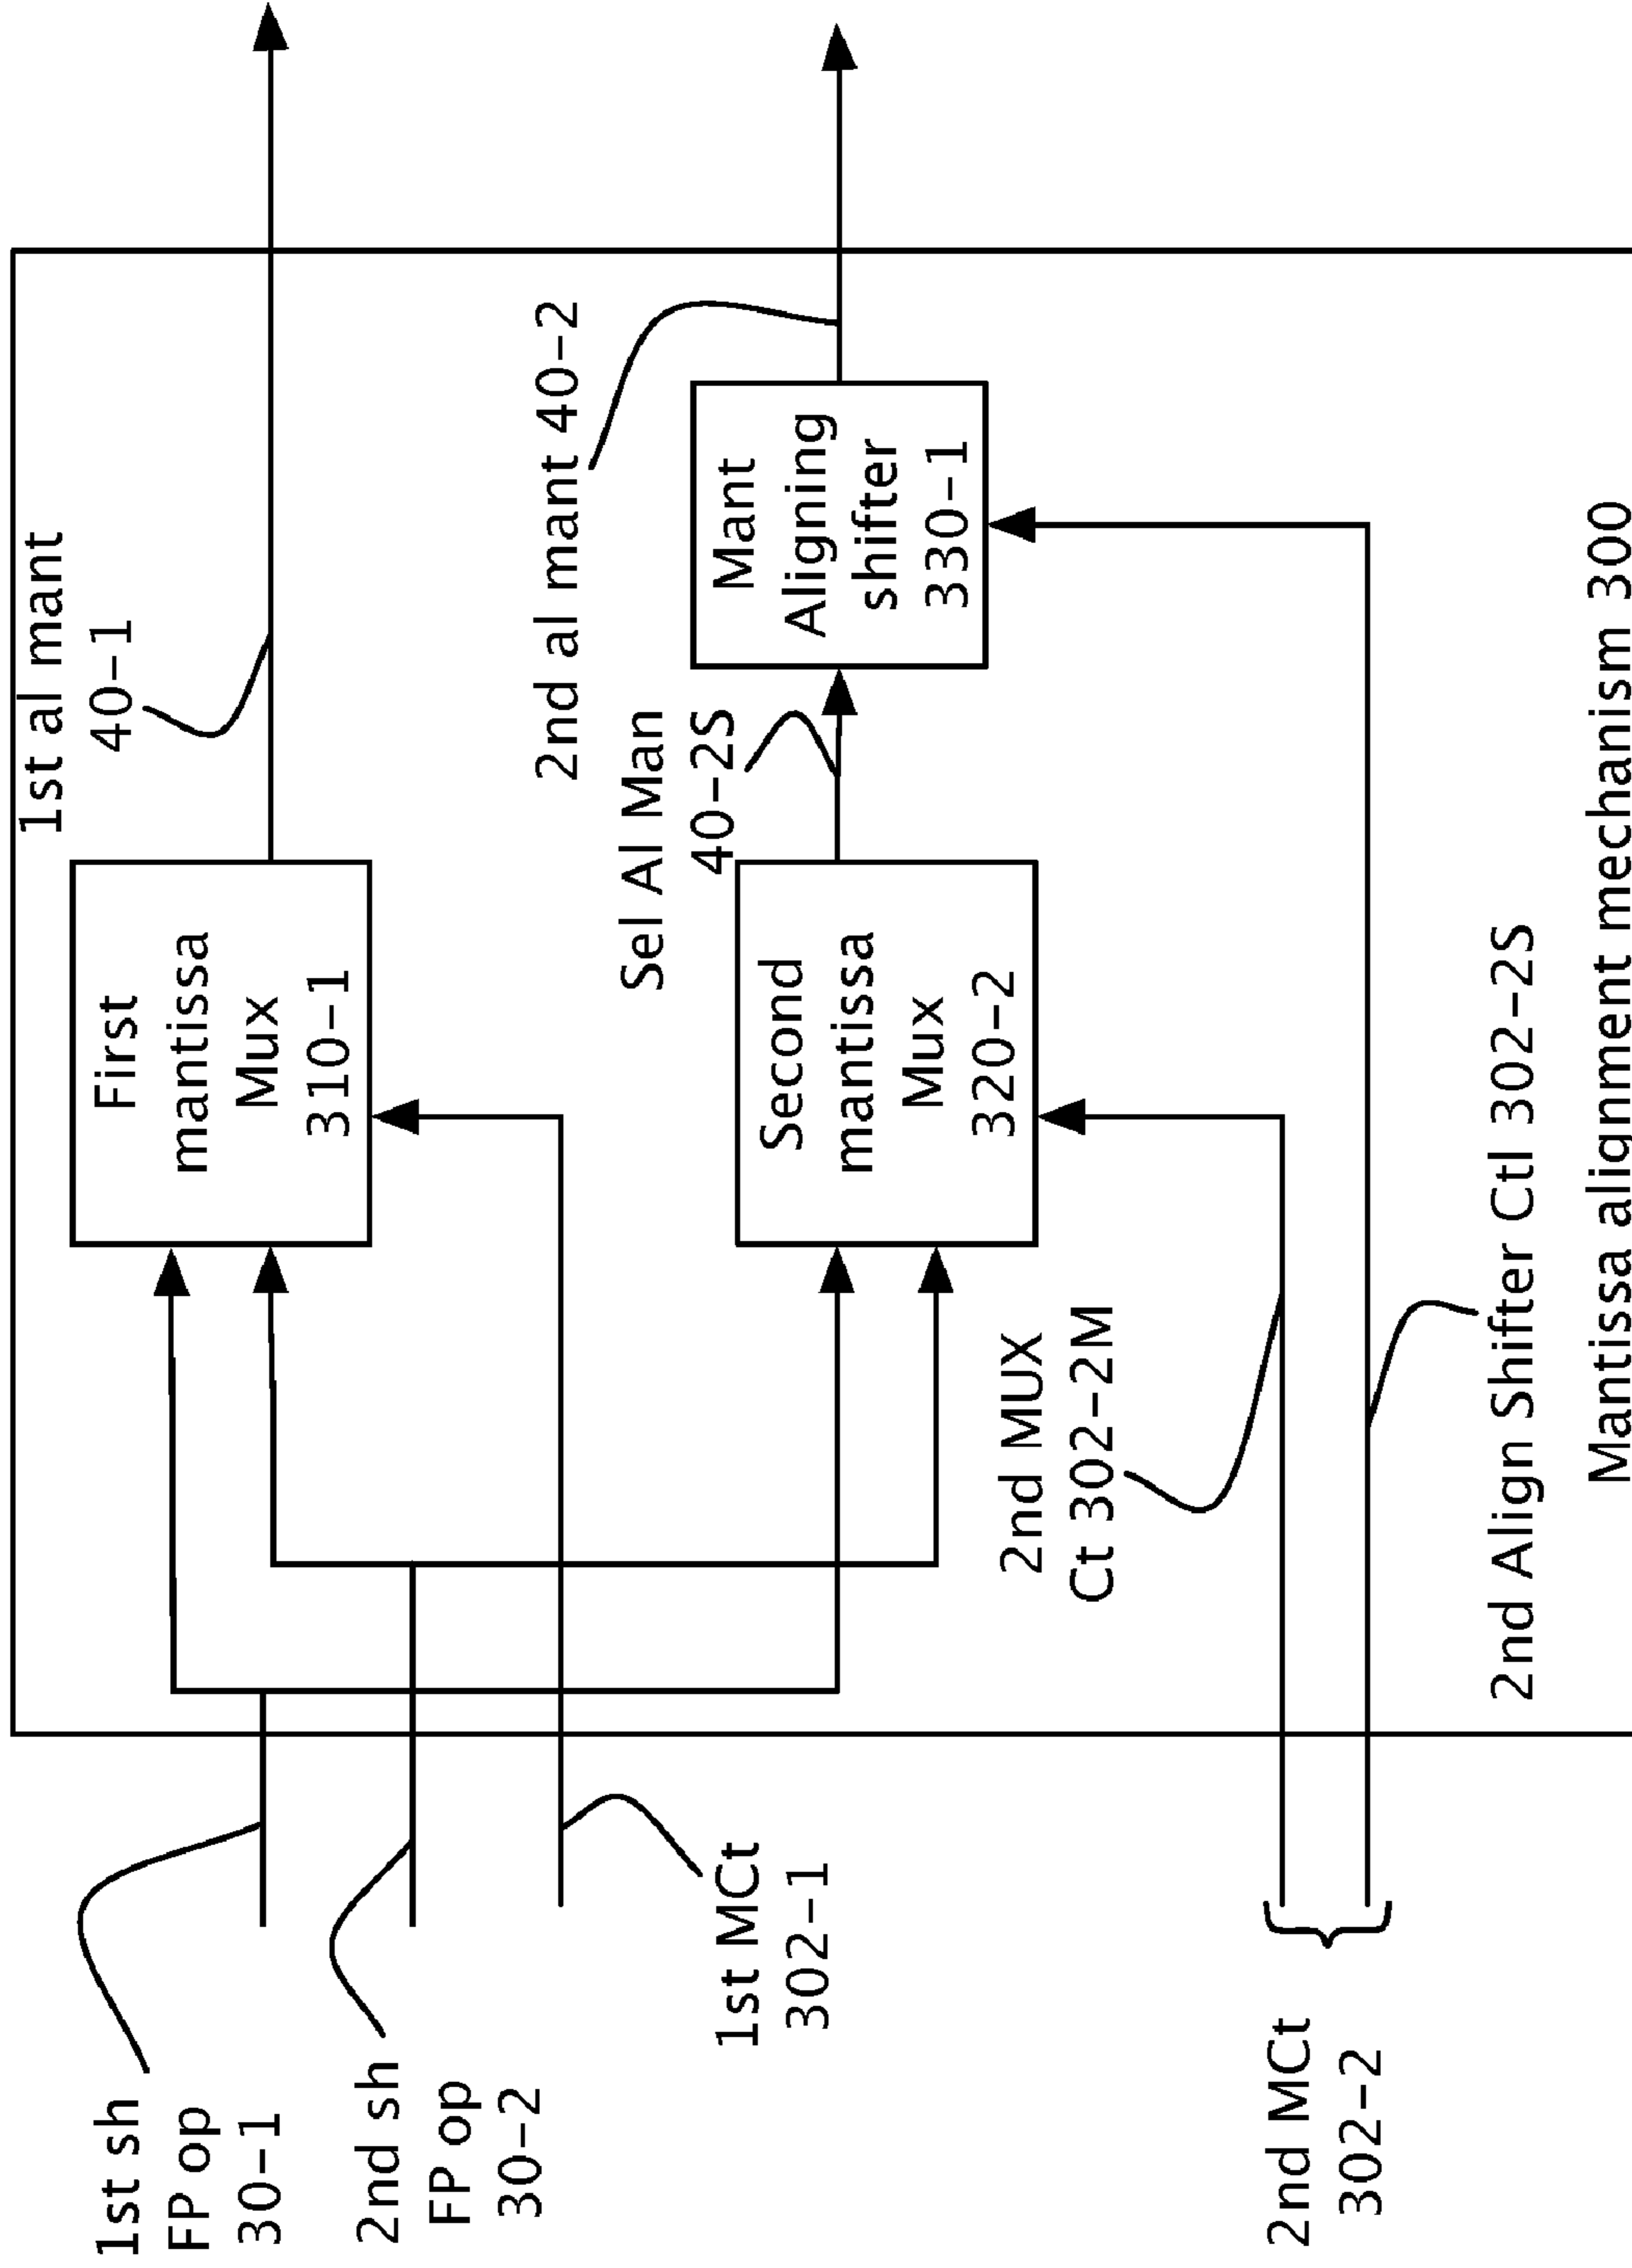 1st sh
FP op
30-1
2nd sh
FP op
30-2
1st MCt
302-1
2nd MCt
302-2
First
mantissa
Mux
310-1
1st al mant
40-1
Second
mantissa
Mux
320-2
Sel Al Man
40-2S
2nd al mant 40-2
Mant
Aligning
shifter
330-1
2nd MUX
Ct 302-2M
2nd Align Shifter Ctl 302-2S
Mantissa alignment mechanism 300